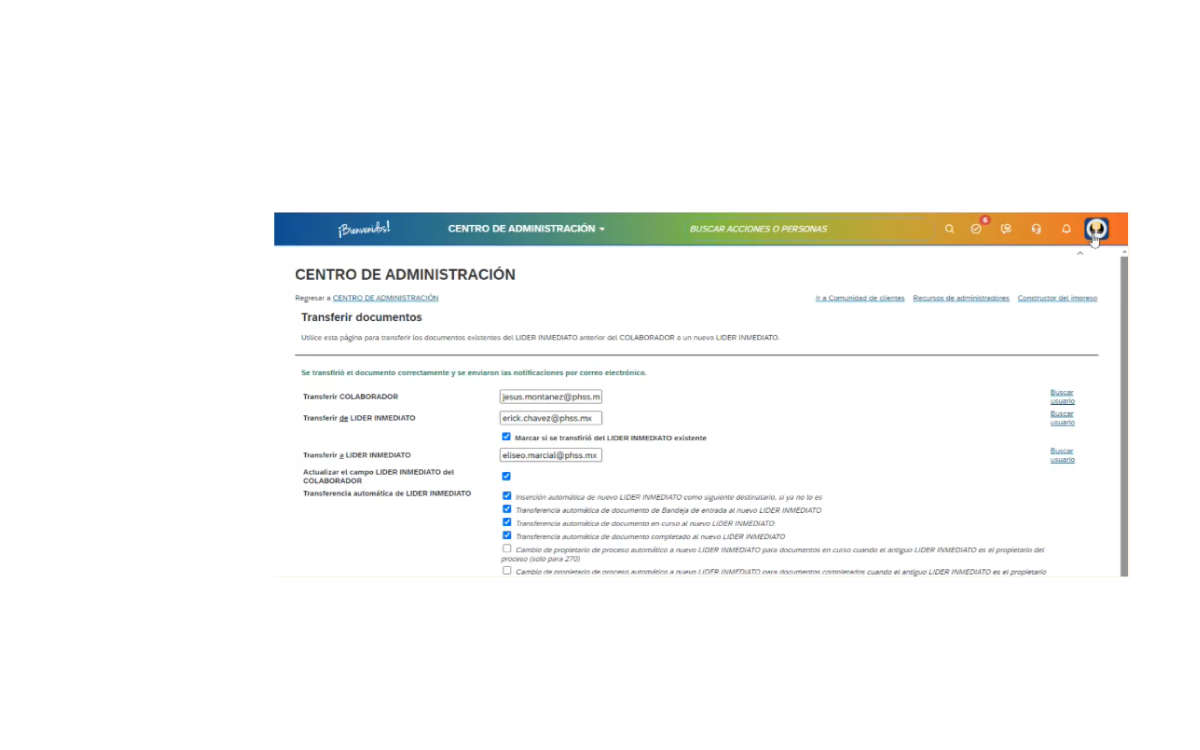 ¡Bienvenidos!
CENTRO DE ADMINISTRACIÓN
BUSCAR ACCIONES O PERSONAS
6
CENTRO DE ADMINISTRACIÓN
Regresar a CENTRO DE ADMINISTRACIÓN
Ir a Comunidad de clientes Recursos de administradores Constructor del impreso
Transferir documentos
Utilice esta página para transferir los documentos existentes del LIDER INMEDIATO anterior del COLABORADOR a un nuevo LIDER INMEDIATO.
Se transfirió el documento correctamente y se enviaron las notificaciones por correo electrónico.
Transferir COLABORADOR
jesus.montanez@phss.m
Buscar
usuario
Transferir de LIDER INMEDIATO
erick.chavez@phss.mx
Buscar
usuario
Marcar si se transfirió del LIDER INMEDIATO existente
Transferir a LIDER INMEDIATO
eliseo.marcial@phss.mx
Buscar
usuario
Actualizar el campo LIDER INMEDIATO del
COLABORADOR
Transferencia automática de LIDER INMEDIATO
Inserción automática de nuevo LIDER INMEDIATO como siguiente destinatario, si ya no lo es
Transferencia automática de documento de Bandeja de entrada al nuevo LIDER INMEDIATO
Transferencia automática de documento en curso al nuevo LIDER INMEDIATO
Transferencia automática de documento completado al nuevo LIDER INMEDIATO
Cambio de propietario de proceso automático a nuevo LIDER INMEDIATO para documentos en curso cuando el antiguo LIDER INMEDIATO es el propietario del
proceso (solo para 270)
Cambio de propietario de proceso automático a nuevo LIDER INMEDIATO para documentos completados cuando el antiguo LIDER INMEDIATO es el propietario